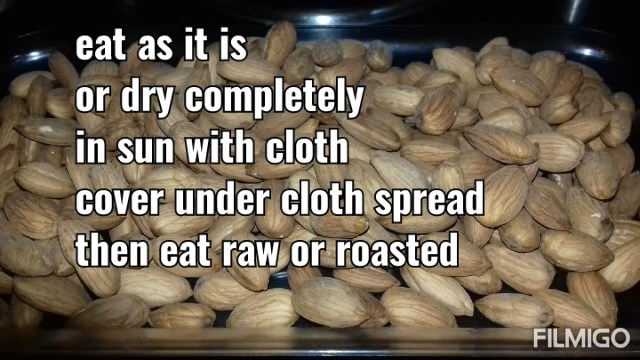 eat as it is
or dry completely
in sun with cloth
cover under cloth spread
then eat raw or roasted
FILMIGO